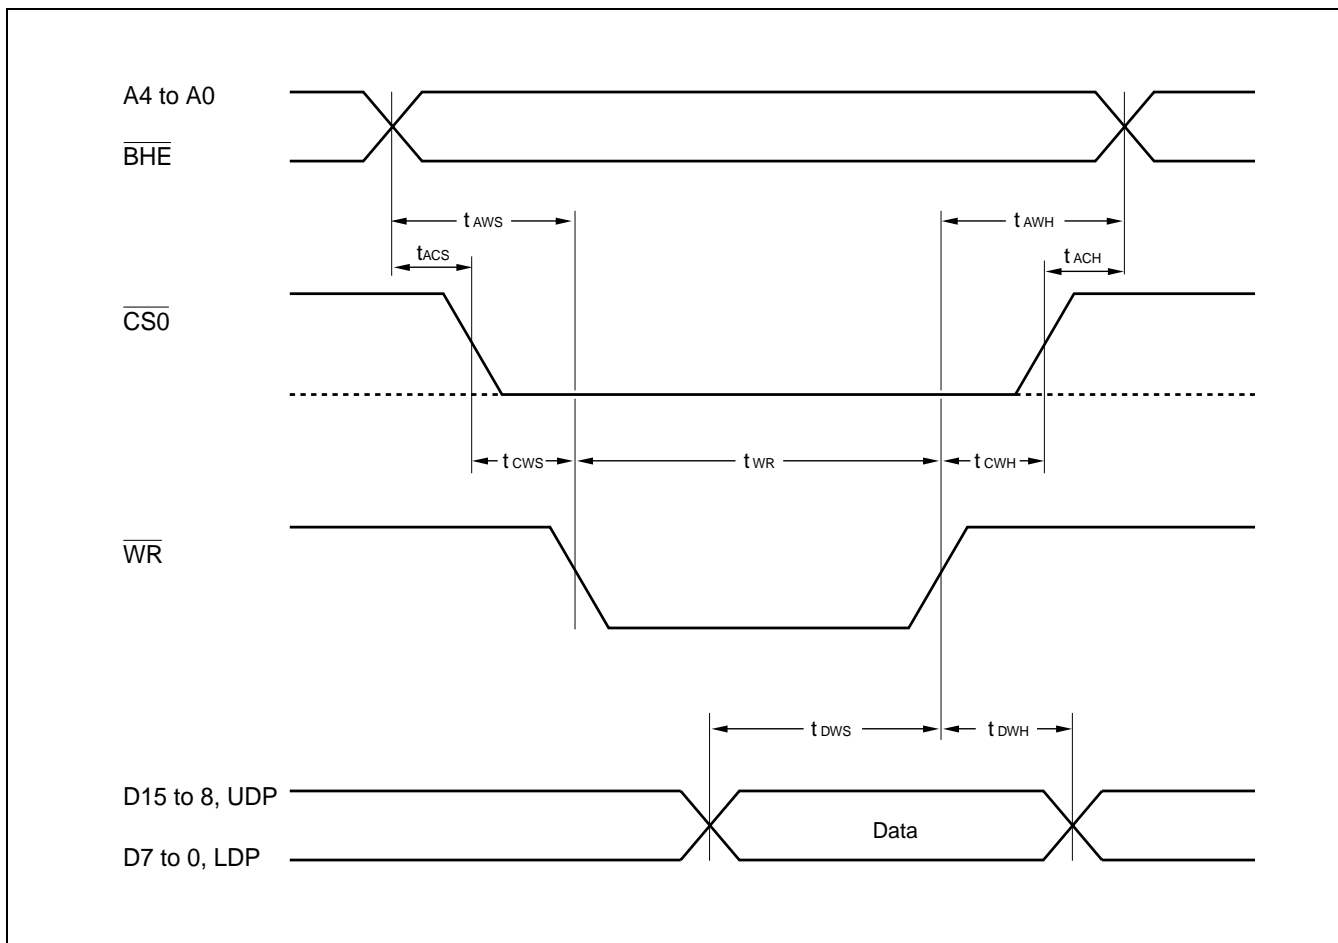 A4 to A0
BHE
t AWS
t AWH
tACS
t ACH
CS0
t CWS
t WR
t CWH
WR
t DWS
t DWH
D15 to 8, UDP
Data
D7 to 0, LDP